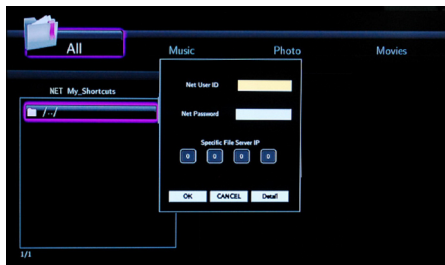 All
Music
Photo
Movies
NET My_Shortcuts
/../
Net User ID
Net Password
Specific File Server IP
0 0 0 0
OK CANCEL Detail
1/1